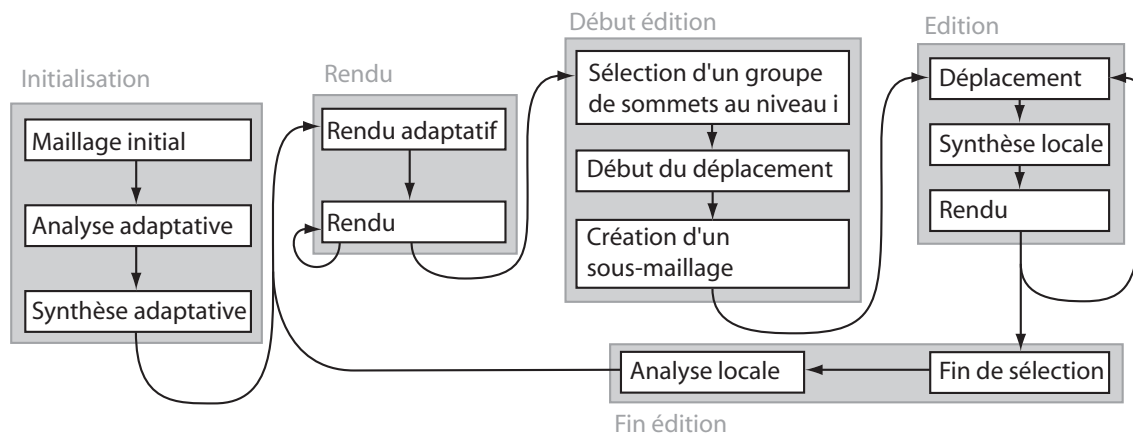 Initialisation
Maillage initial
Analyse adaptative
Synthèse adaptative
Rendu
Rendu adaptatif
Rendu
Début édition
Sélection d'un groupe
de sommets au niveau i
Début du déplacement
Création d'un
sous-maillage
Edition
Déplacement
Synthèse locale
Rendu
Analyse locale
Fin de sélection
Fin édition